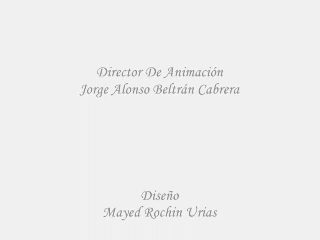 Director De Animación
Jorge Alonso Beltrán Cabrera
Diseño
Mayed Rochin Urias